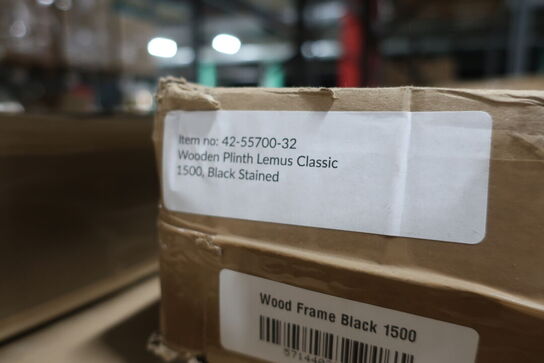 Item no: 42-55700-32
Wooden Plinth Lemus Classic
1500, Black Stained
Wood Frame Black 1500